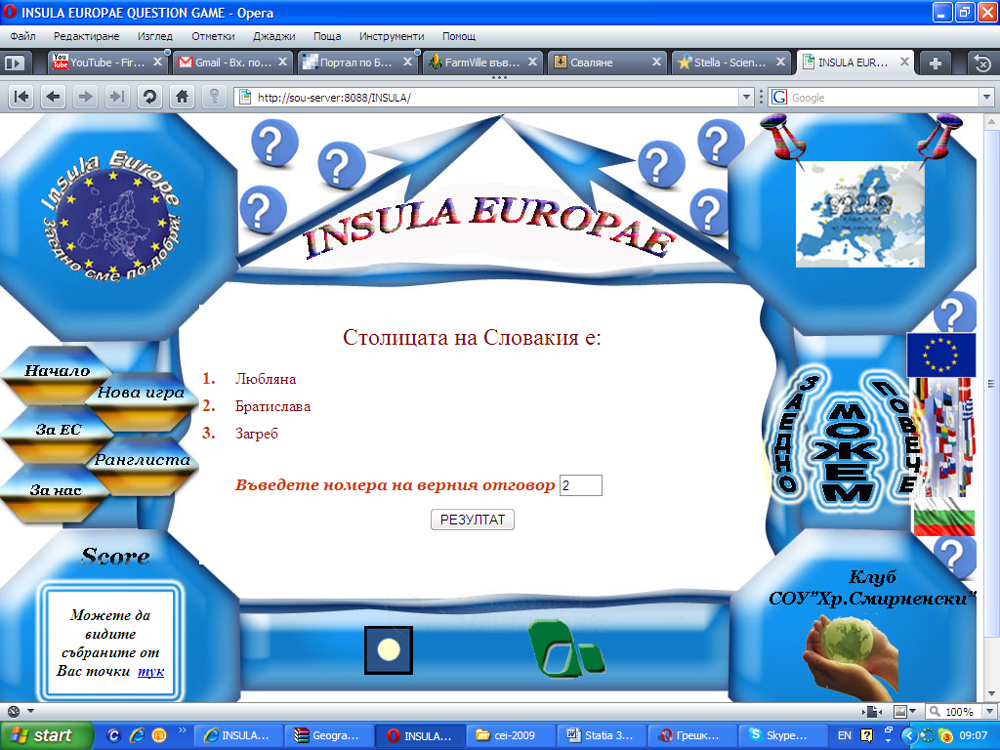 INSULA EUROPAE QUESTION GAME - Opera
Файл Редактиране Изглед Отметки Джаджи Поща Инструменти Помощ
YouTube - Fir... Gmail - Вх. по... Портал по Б... FarmVille във... Сваляне Stella - Scien... INSULA EUR...
http://sou-server:8088/INSULA/ Google
Insula Europe
Заедно сме по-добри
INSULA EUROPAE
Столицата на Словакия е:
1. Любляна
2. Братислава
3. Загреб
Въведете номера на верния отговор 2
РЕЗУЛТАТ
Начало
Нова игра
За ЕС
Ранглиста
За нас
Score
Можете да
видите
събраните от
Вас точки тук
ЗАЕДНО
МОЖЕМ
ПОВЕЧЕ
Клуб
СОУ"Хр.Смирненски"
100%
start INSULA... Geogra... INSULA... cei-2009 Statia 3... Грешк... Skype... EN 09:07